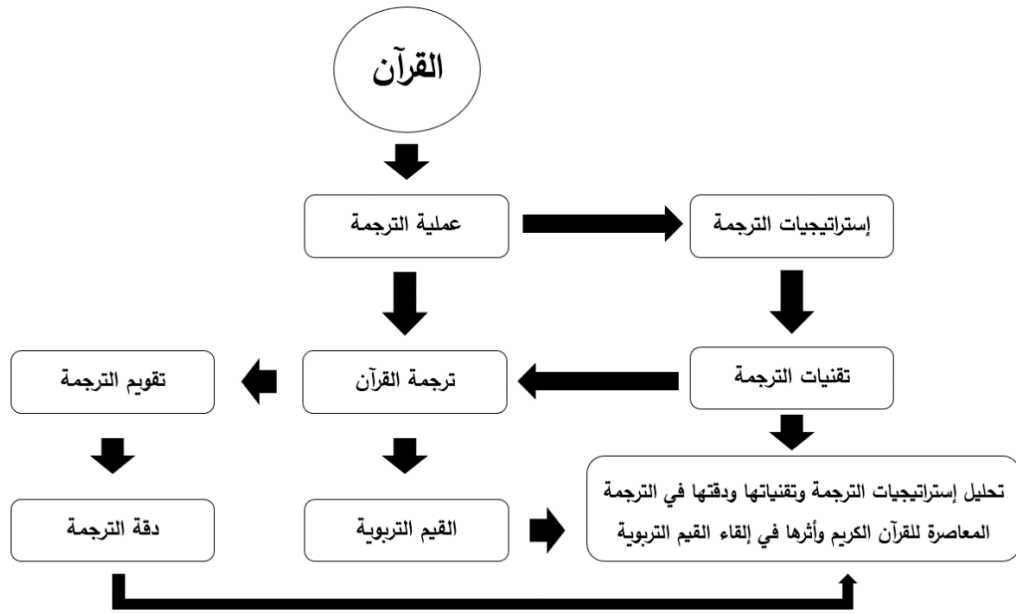 القرآن
إستراتيجيات الترجمة
عملية الترجمة
تقنيات الترجمة
ترجمة القرآن
تقويم الترجمة
تحليل إستراتيجيات الترجمة وتقنياتها ودقتها في الترجمة
المعاصرة للقرآن الكريم وأثرها في إلقاء القيم التربوية
القيم التربوية
دقة الترجمة